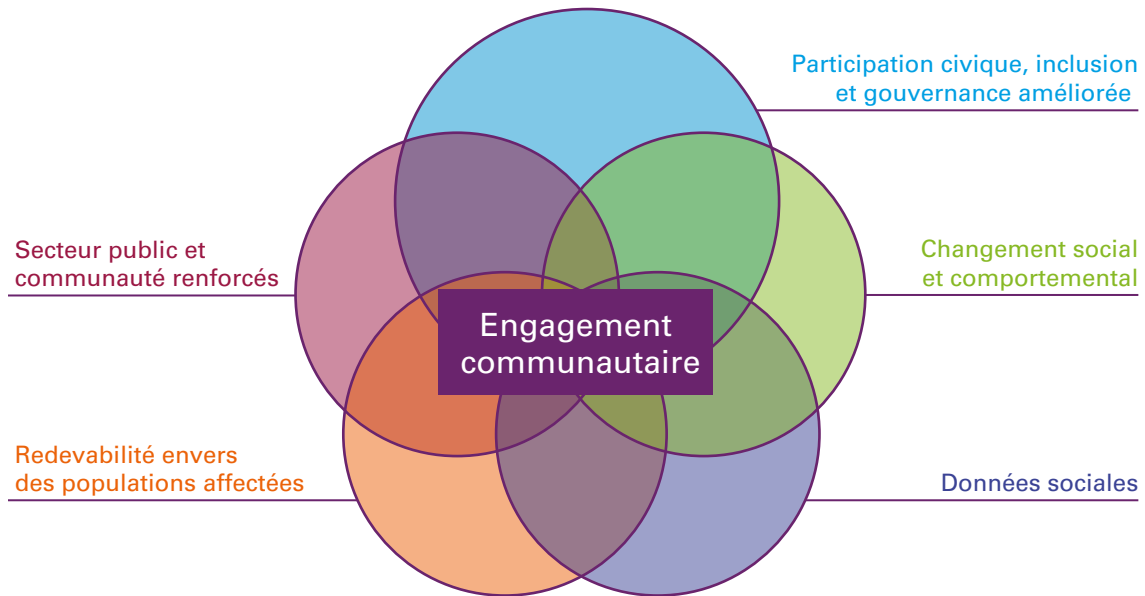 Participation civique, inclusion
et gouvernance améliorée
Secteur public et
communauté renforcés
Changement social
et comportemental
Engagement
communautaire
Redevabilité envers
des populations affectées
Données sociales